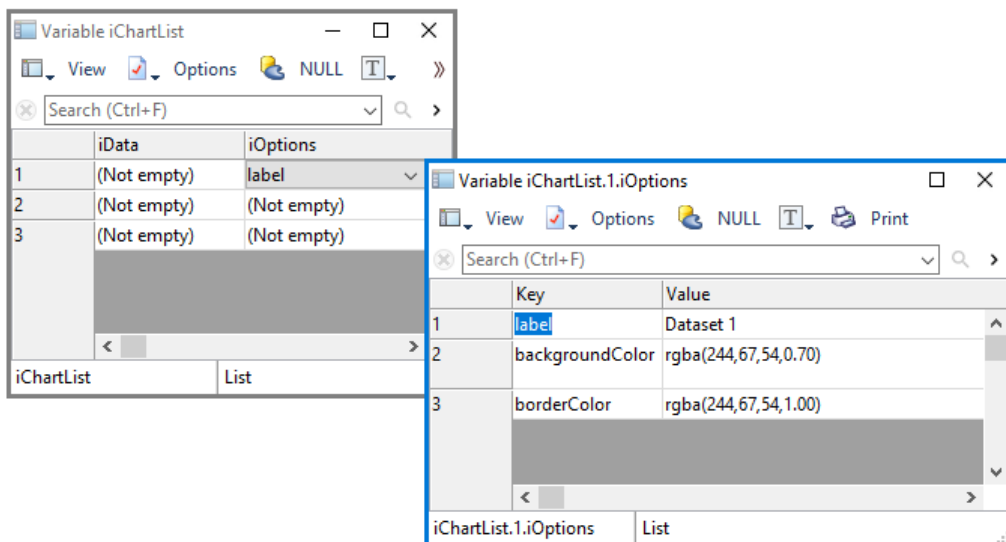 Variable iChartList
View Options NULL T
Search (Ctrl+F)
iData iOptions
1 (Not empty) label
2 (Not empty) (Not empty)
3 (Not empty) (Not empty)
iChartList List
Variable iChartList.1.iOptions
View Options NULL T Print
Search (Ctrl+F)
Key Value
1 label Dataset 1
2 backgroundColor rgba(244,67,54,0.70)
3 borderColor rgba(244,67,54,1.00)
iChartList.1.iOptions List